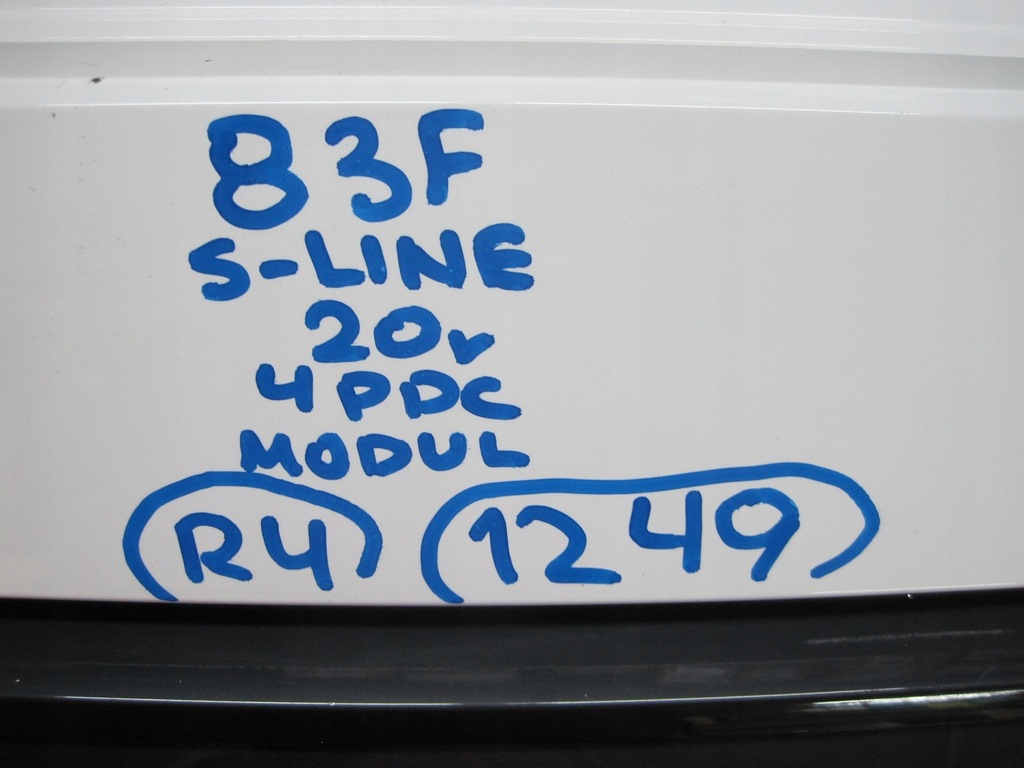 83F
S-LINE
20v
4PDC
MODUL
R4 1249